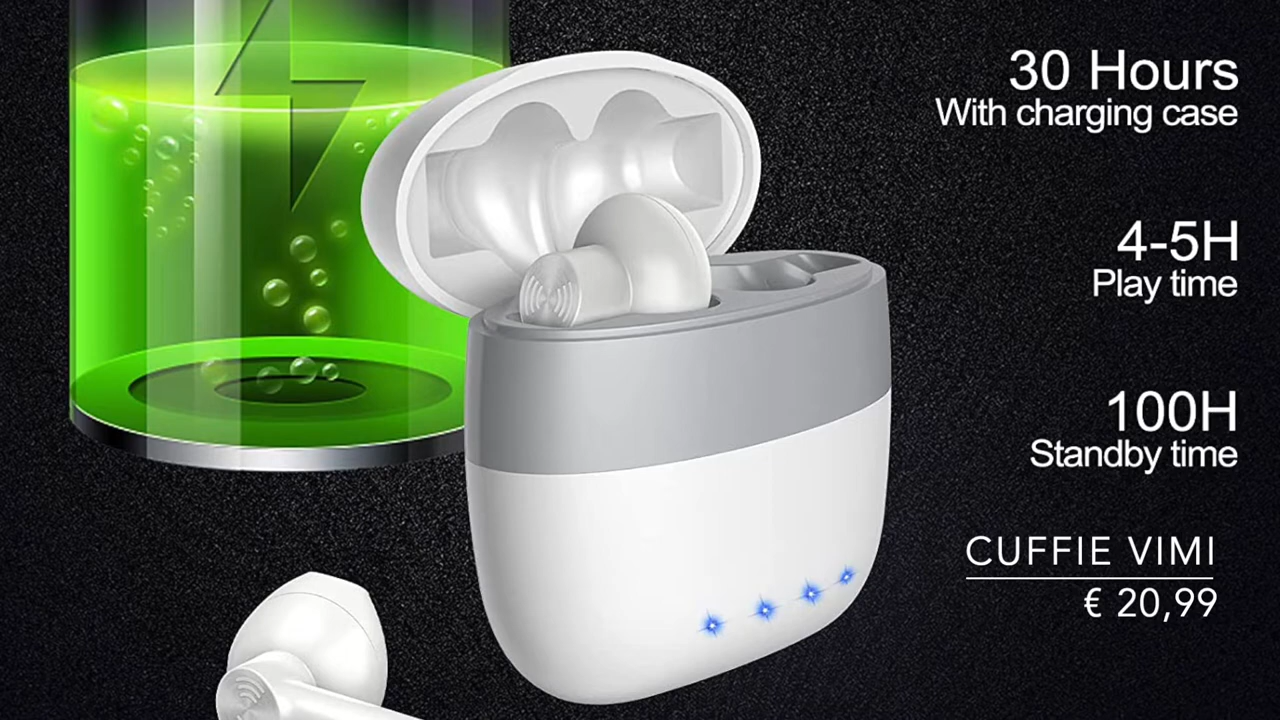 30 Hours
With charging case
4-5H
Play time
100H
Standby time
CUFFIE VIMI
€ 20,99